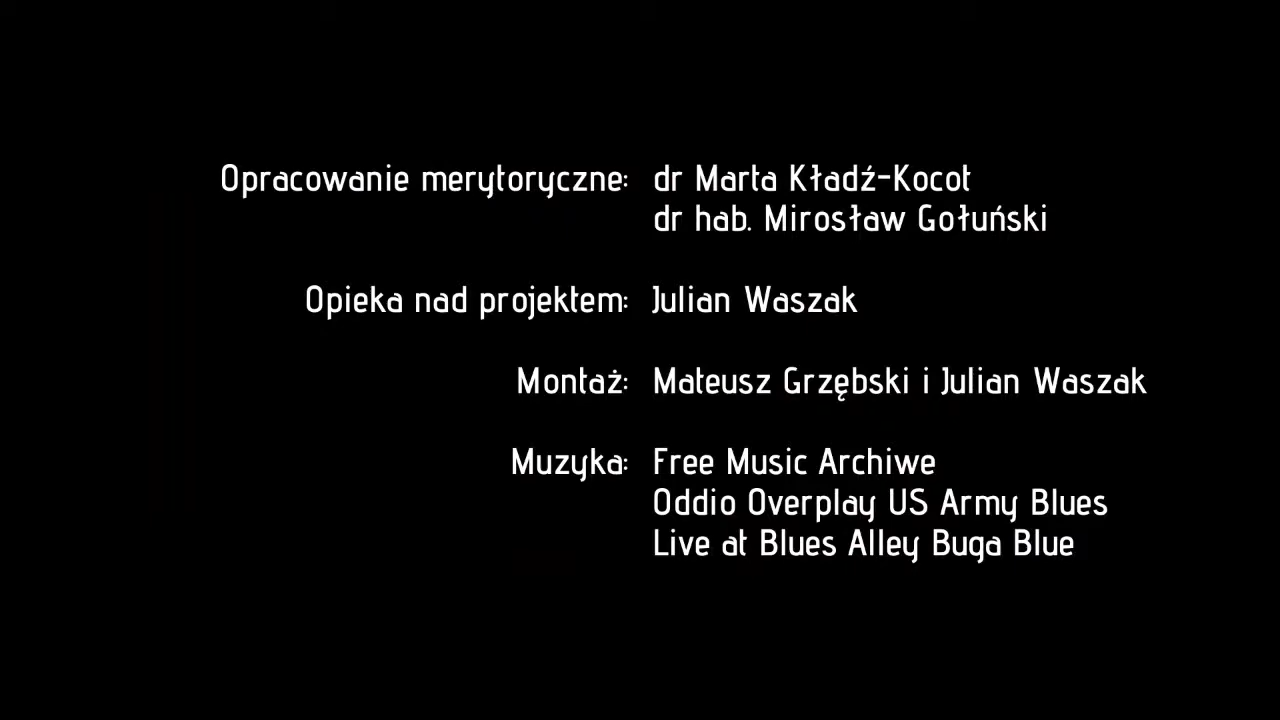 Opracowanie merytoryczne: dr Marta Kładź-Kocot
dr hab. Mirosław Gołuński
Opieka nad projektem: Julian Waszak
Montaż: Mateusz Grzębski i Julian Waszak
Muzyka: Free Music Archiwe
Oddio Overplay US Army Blues
Live at Blues Alley Buga Blue